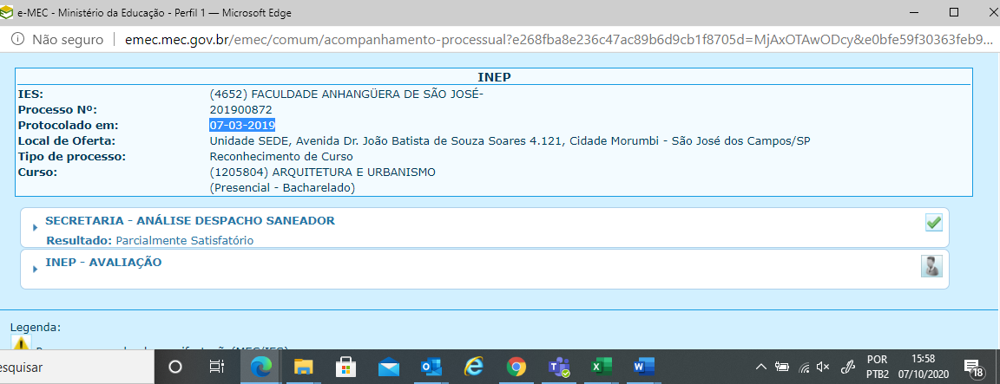 e-MEC - Ministério da Educação - Perfil 1 — Microsoft Edge
Não seguro | emec.mec.gov.br/emec/comum/acompanhamento-processual?e268fba8e236c47ac89b6d9cb1f8705d=MjAxOTAwODcy&e0bfe59f30363feb9...
INEP
IES: (4652) FACULDADE ANHANGÜERA DE SÃO JOSÉ-
Processo Nº: 201900872
Protocolado em: 07-03-2019
Local de Oferta: Unidade SEDE, Avenida Dr. João Batista de Souza Soares 4.121, Cidade Morumbi - São José dos Campos/SP
Tipo de processo: Reconhecimento de Curso
Curso: (1205804) ARQUITETURA E URBANISMO
(Presencial - Bacharelado)
SECRETARIA - ANÁLISE DESPACHO SANEADOR
Resultado: Parcialmente Satisfatório
INEP - AVALIAÇÃO
Legenda:
esquisar
POR
PTB2
15:58
07/10/2020
18